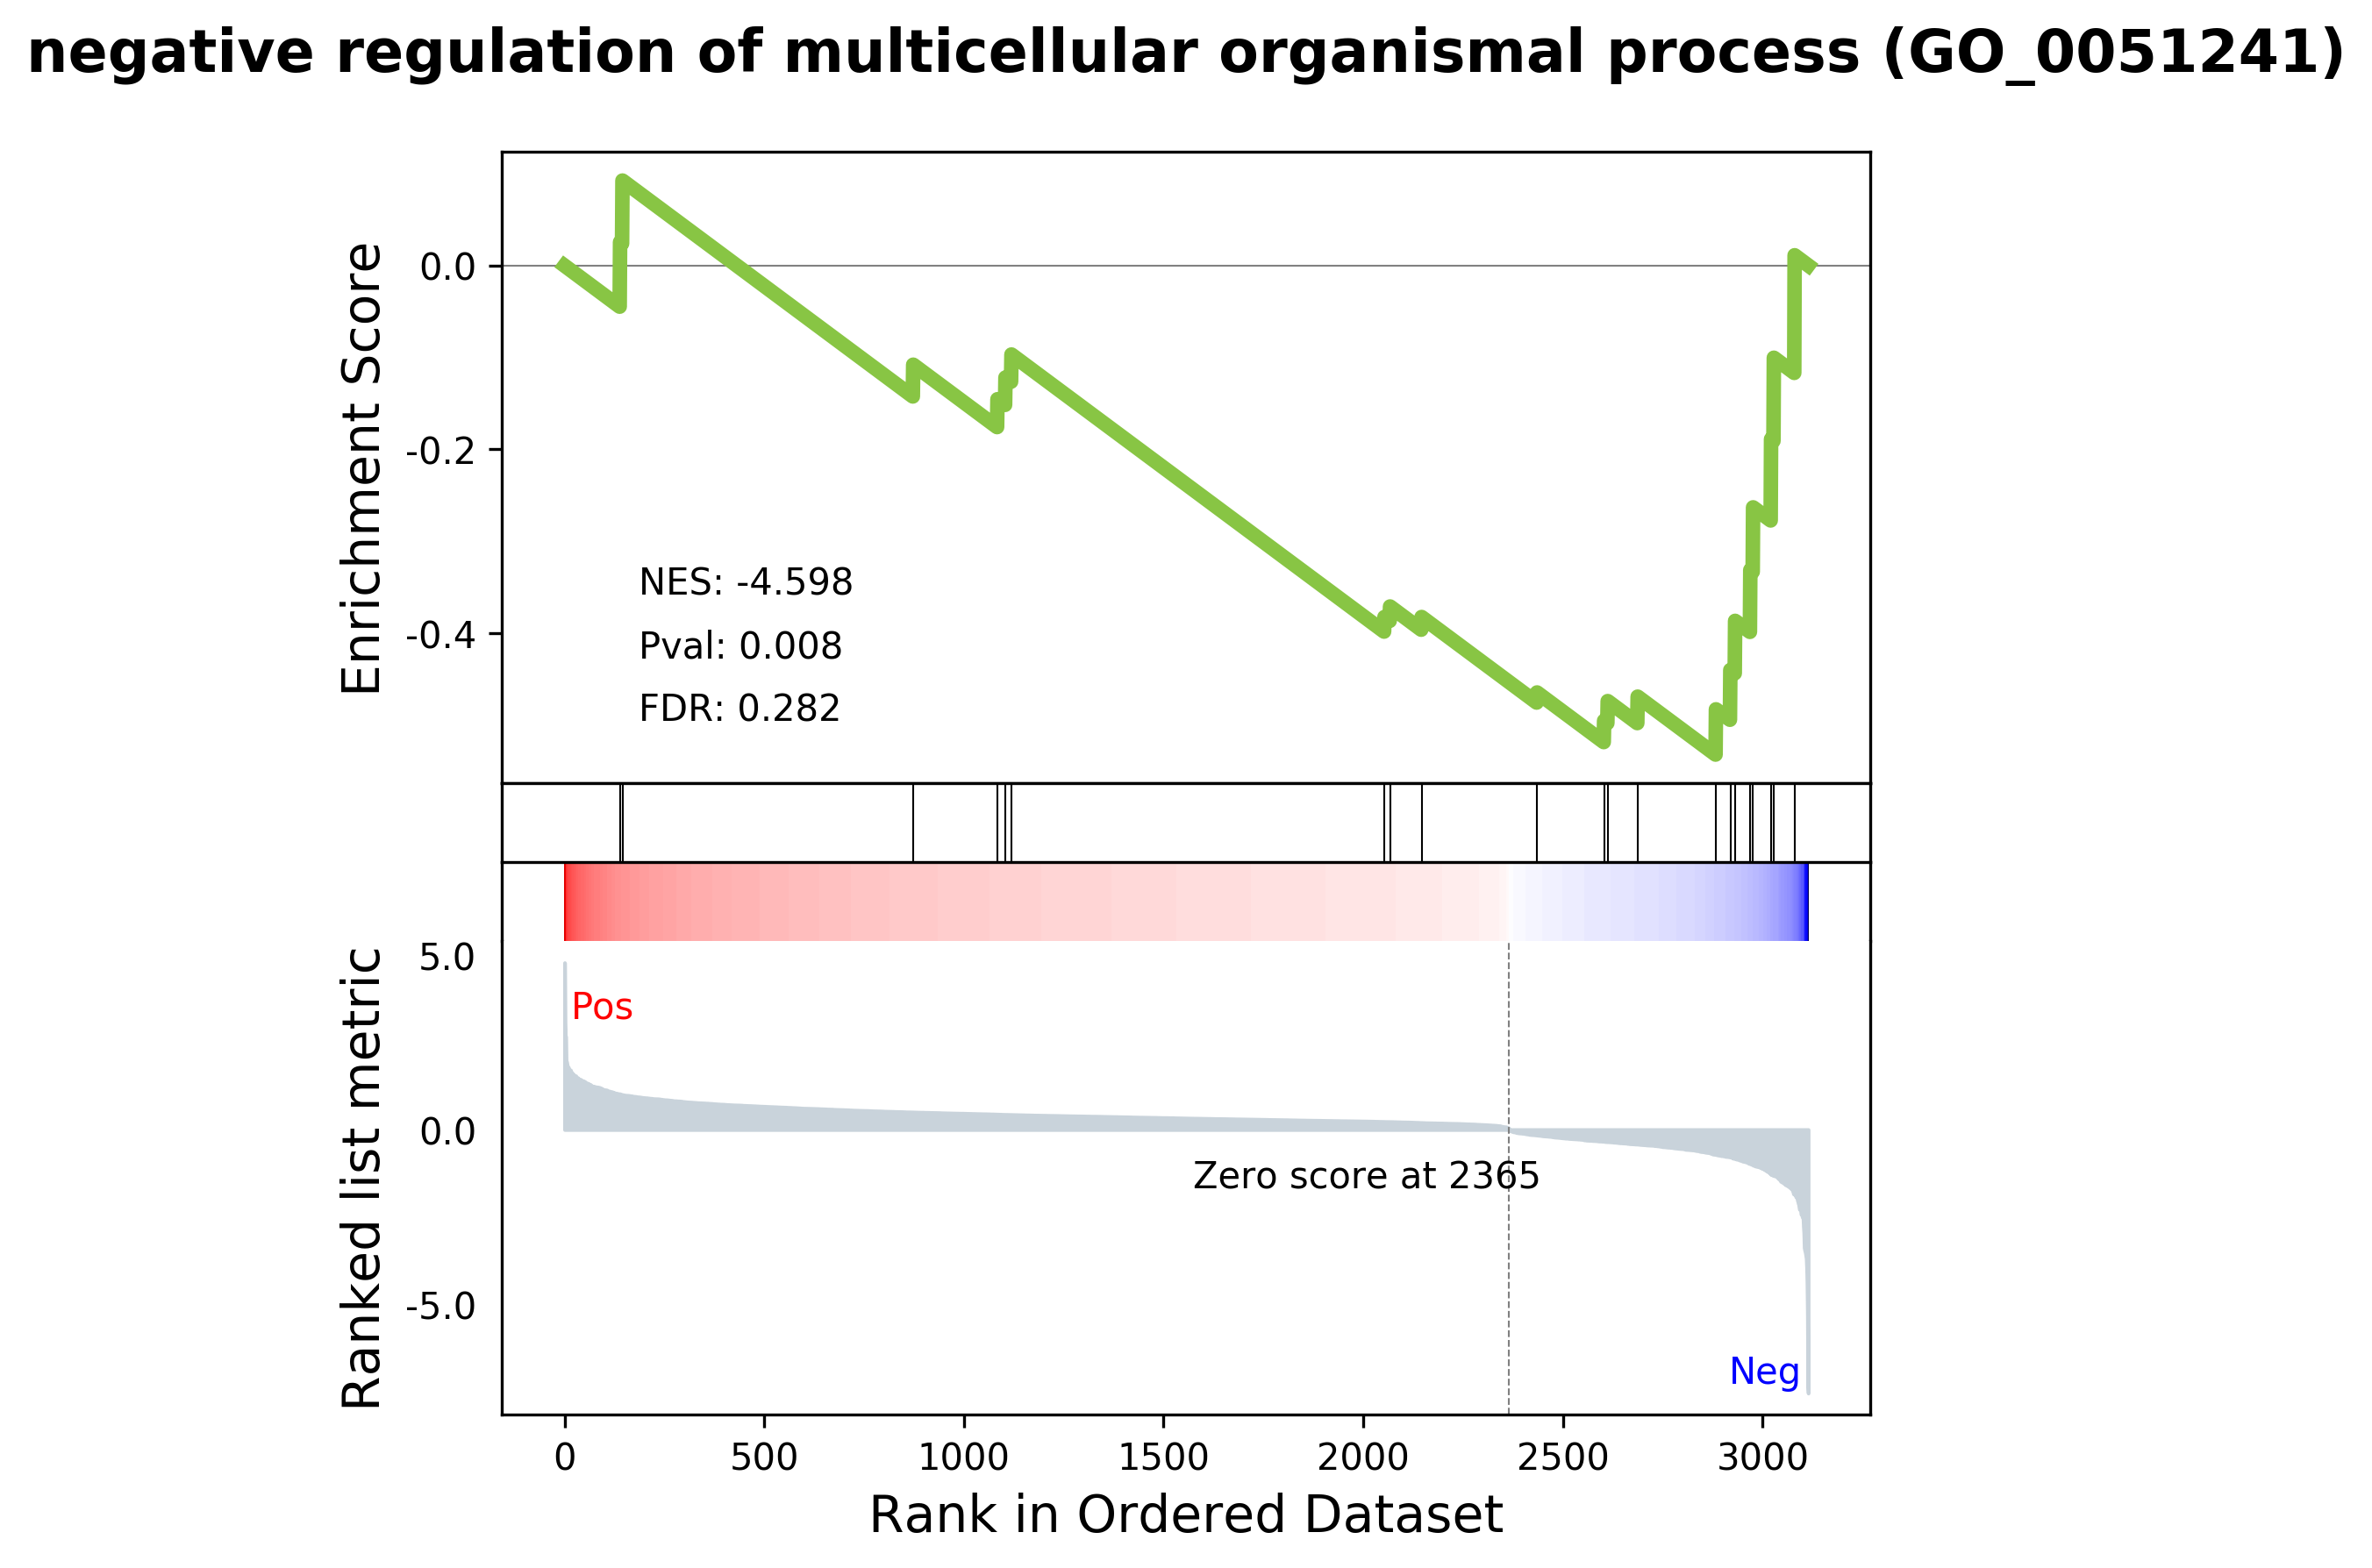 negative regulation of multicellular organismal process (GO_0051241)
Enrichment Score
0.0
-0.2
-0.4
NES: -4.598
Pval: 0.008
FDR: 0.282
Ranked list metric
5.0
0.0
-5.0
Pos
Zero score at 2365
Neg
0 500 1000 1500 2000 2500 3000
Rank in Ordered Dataset